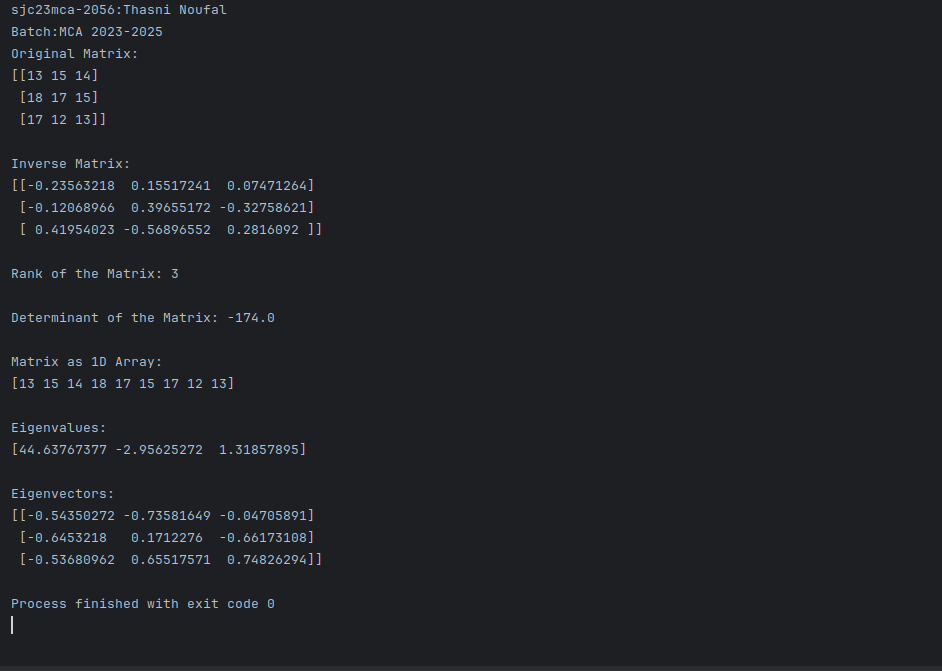 sjc23mca-2056:Thasni Noufal
Batch:MCA 2023-2025
Original Matrix:
[[13 15 14]
 [18 17 15]
 [17 12 13]]

Inverse Matrix:
[[-0.23563218  0.15517241  0.07471264]
 [-0.12068966  0.39655172 -0.32758621]
 [ 0.41954023 -0.56896552  0.2816092 ]]

Rank of the Matrix: 3

Determinant of the Matrix: -174.0

Matrix as 1D Array:
[13 15 14 18 17 15 17 12 13]

Eigenvalues:
[44.63767377 -2.95625272  1.31857895]

Eigenvectors:
[[-0.54350272 -0.73581649 -0.04705891]
 [-0.6453218   0.1712276  -0.66173108]
 [-0.53680962  0.65517571  0.74826294]]

Process finished with exit code 0